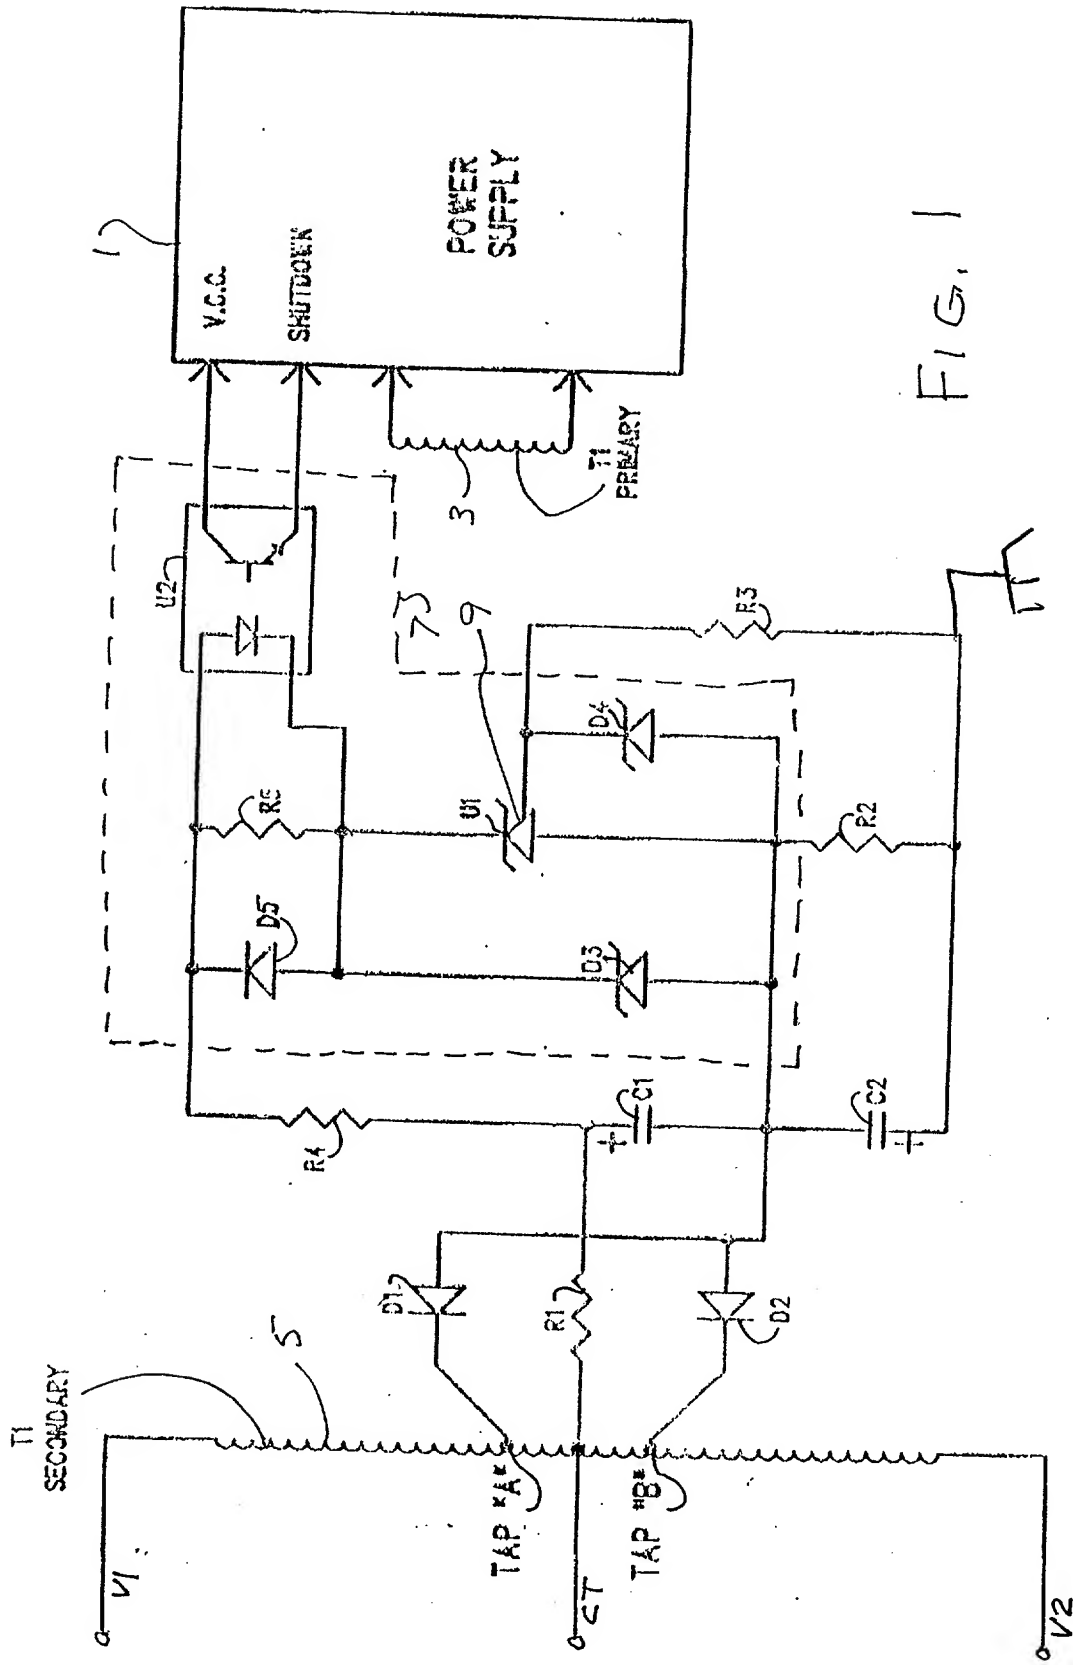 1
V.C.C.
SHUTDOWN
POWER
SUPPLY
U2
3
T1
PRIMARY
7
9
R3
D4
U1
R5
R2
D5
D3
R4
C1
C2
D1
R1
D2
T1
SECONDARY
5
TAP "A"
TAP "B"
V1
CT
V2
FIG. 1